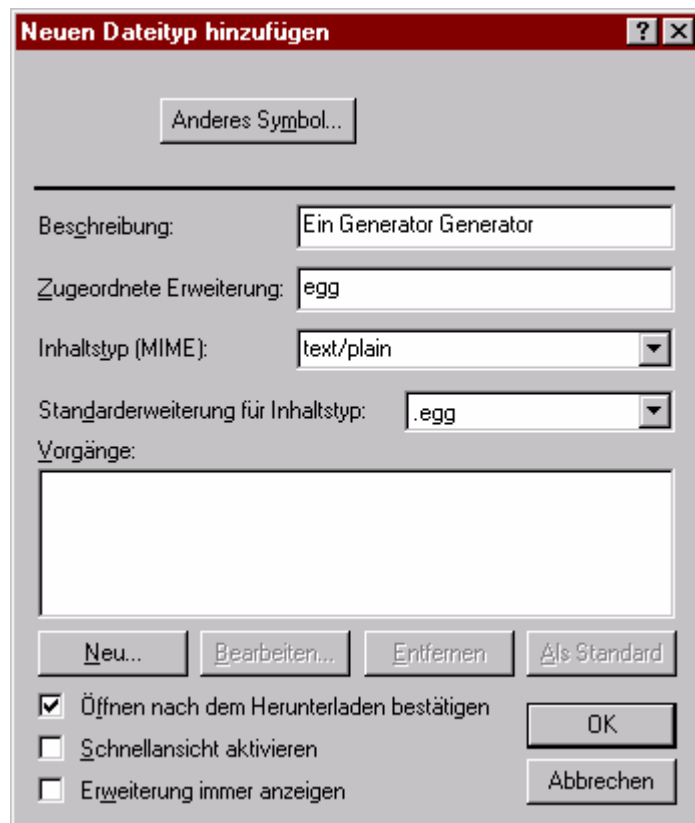 Neuen Dateityp hinzufügen
Anderes Symbol...
Beschreibung: Ein Generator Generator
Zugeordnete Erweiterung: egg
Inhaltstyp (MIME): text/plain
Standarderweiterung für Inhaltstyp: .egg
Vorgänge:
Neu... Bearbeiten... Entfernen Als Standard
Öffnen nach dem Herunterladen bestätigen
OK
Schnellansicht aktivieren
Abbrechen
Erweiterung immer anzeigen